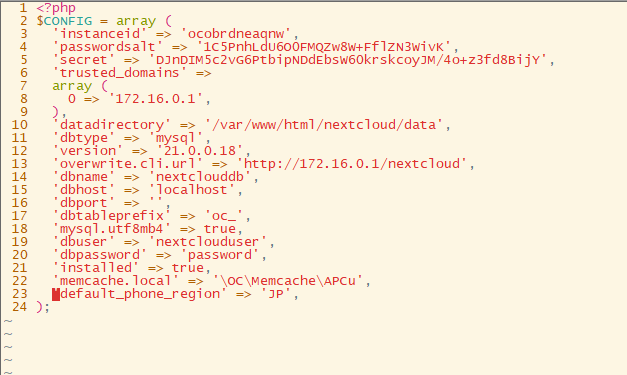 1 <?php
2 $CONFIG = array (
3 'instanceid' => 'ocobrdneaqnw',
4 'passwordsalt' => '1C5PnhLdU6OOFMQZw8W+FflZN3WivK',
5 'secret' => 'DJnDIM5c2vG6PtbipNDdEbsW6OkrskcoyJM/4o+z3fd8BijY',
6 'trusted_domains' =>
7 array (
8 0 => '172.16.0.1',
9 ),
10 'datadirectory' => '/var/www/html/nextcloud/data',
11 'dbtype' => 'mysql',
12 'version' => '21.0.0.18',
13 'overwrite.cli.url' => 'http://172.16.0.1/nextcloud',
14 'dbname' => 'nextclouddb',
15 'dbhost' => 'localhost',
16 'dbport' => '',
17 'dbtableprefix' => 'oc_',
18 'mysql.utf8mb4' => true,
19 'dbuser' => 'nextclouduser',
20 'dbpassword' => 'password',
21 'installed' => true,
22 'memcache.local' => '\OC\Memcache\APCu',
23 'default_phone_region' => 'JP',
24 );
~
~
~
~
~